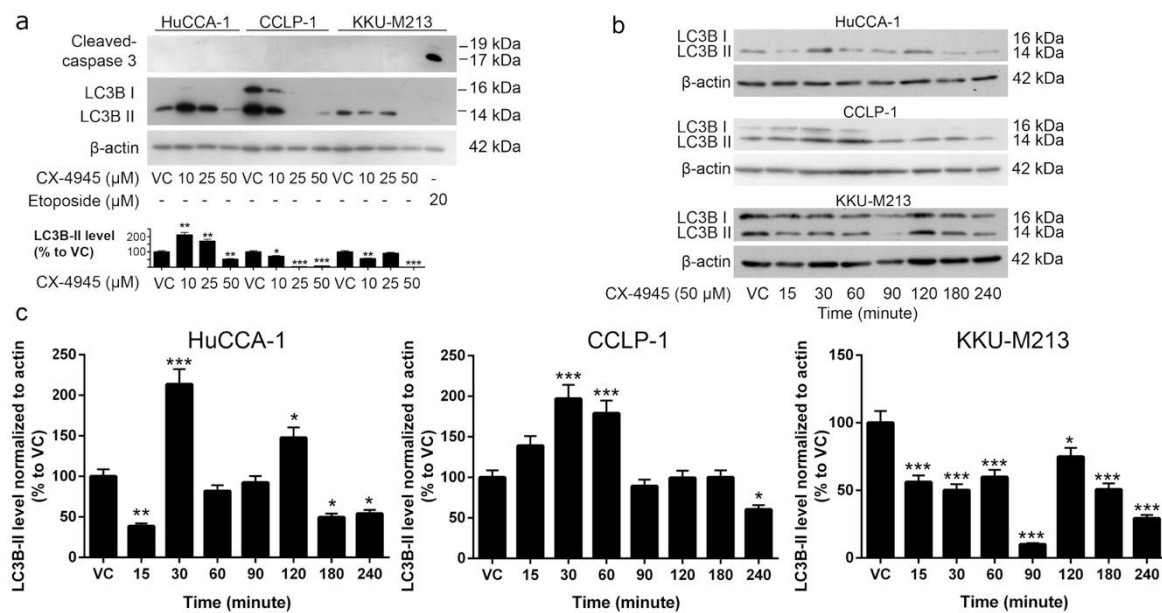 a
HuCCA-1 CCLP-1 KKU-M213
Cleaved-
caspase 3
19 kDa
17 kDa
LC3B I
16 kDa
LC3B II
14 kDa
β-actin
42 kDa
CX-4945 (μM) VC 10 25 50 VC 10 25 50 VC 10 25 50 -
Etoposide (μM) - - - - - - - - - - - - 20
LC3B-II level
(% to VC)
200
100
** ** *** * *** *** ** ***
CX-4945 (μM) VC 10 25 50 VC 10 25 50 VC 10 25 50
b
HuCCA-1
LC3B I 16 kDa
LC3B II 14 kDa
β-actin 42 kDa
CCLP-1
LC3B I 16 kDa
LC3B II 14 kDa
β-actin 42 kDa
KKU-M213
LC3B I 16 kDa
LC3B II 14 kDa
β-actin 42 kDa
CX-4945 (50 μM) VC 15 30 60 90 120 180 240
Time (minute)
c
HuCCA-1
LC3B-II level normalized to actin
(% to VC)
250
200
150
100
50
0
** *** * * *
VC 15 30 60 90 120 180 240
Time (minute)
CCLP-1
LC3B-II level normalized to actin
(% to VC)
250
200
150
100
50
0
*** *** *
VC 15 30 60 90 120 180 240
Time (minute)
KKU-M213
LC3B-II level normalized to actin
(% to VC)
150
100
50
0
*** *** *** *** * *** ***
VC 15 30 60 90 120 180 240
Time (minute)